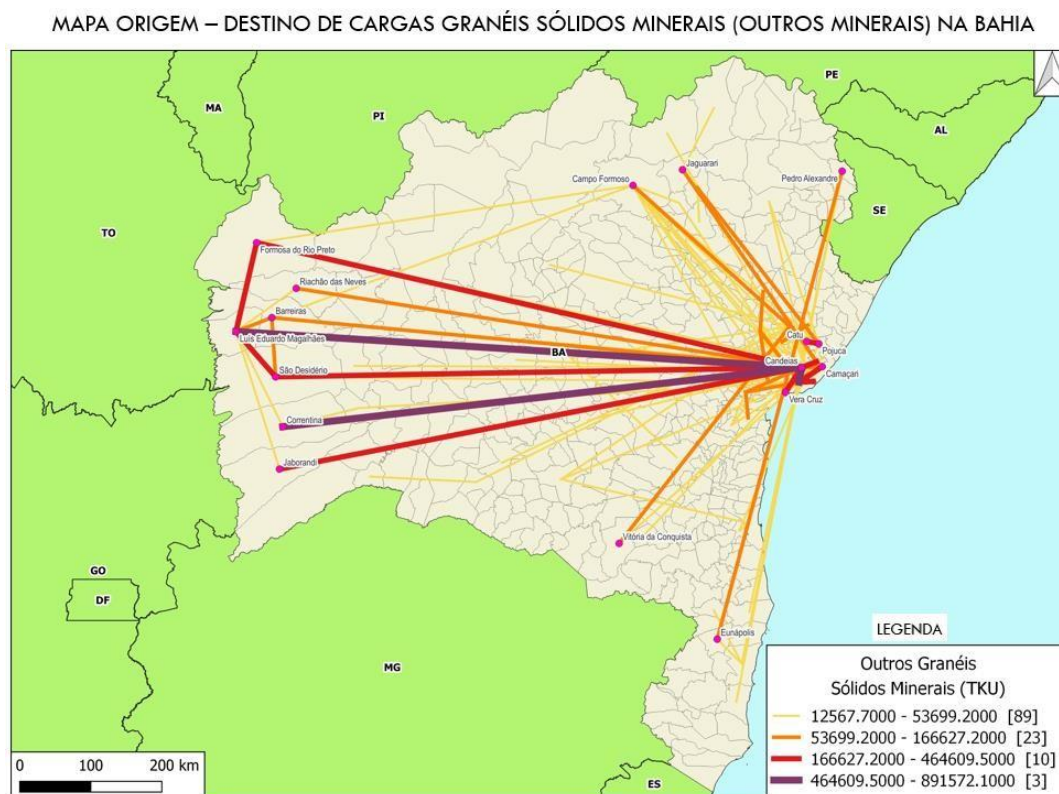 MAPA ORIGEM – DESTINO DE CARGAS GRANÉIS SÓLIDOS MINERAIS (OUTROS MINERAIS) NA BAHIA
PE
MA
PI
AL
Jaguarari
Pedro Alexandre
Campo Formoso
SE
TO
Formosa do Rio Preto
Riachão das Neves
Barreiras
Luís Eduardo Magalhães
Catu
Pojuca
BA
Candeias
São Desidério
Camaçari
Vera Cruz
Correntina
Jaborandi
Vitória da Conquista
GO
DF
Eunápolis
MG
LEGENDA
Outros Granéis
Sólidos Minerais (TKU)
12567.7000 - 53699.2000 [89]
53699.2000 - 166627.2000 [23]
166627.2000 - 464609.5000 [10]
464609.5000 - 891572.1000 [3]
0 100 200 km
ES